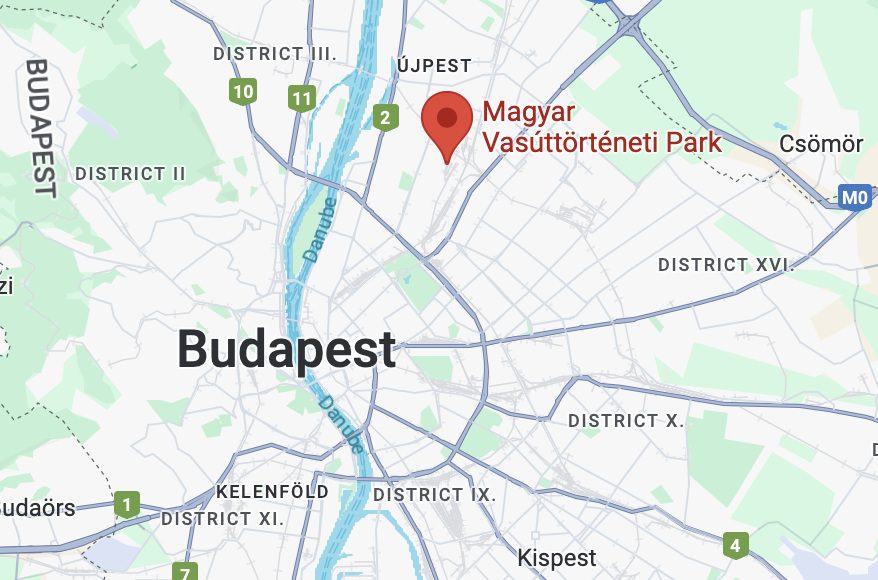 DISTRICT III.
ÚJPEST
BUDAPEST
10
11
2
Magyar
Vasúttörténeti Park
Csömör
DISTRICT II
M0
Danube
DISTRICT XVI.
zi
Budapest
Danube
DISTRICT X.
KELENFÖLD
DISTRICT IX.
1
udaörs
DISTRICT XI.
4
Kispest
7